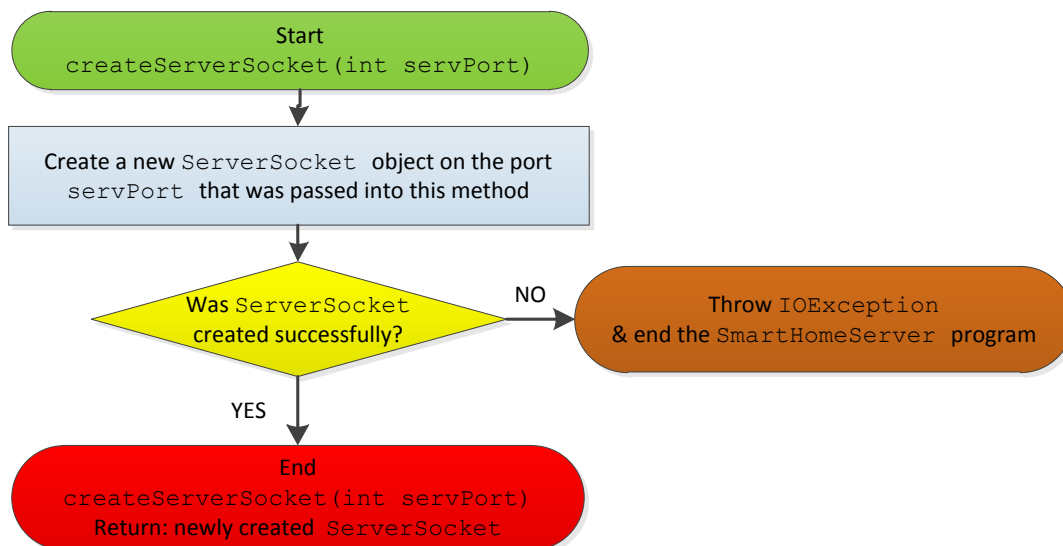 Start
createServerSocket(int servPort)
Create a new ServerSocket object on the port
servPort that was passed into this method
Was ServerSocket
created successfully?
NO
Throw IOException
& end the SmartHomeServer program
YES
End
createServerSocket(int servPort)
Return: newly created ServerSocket